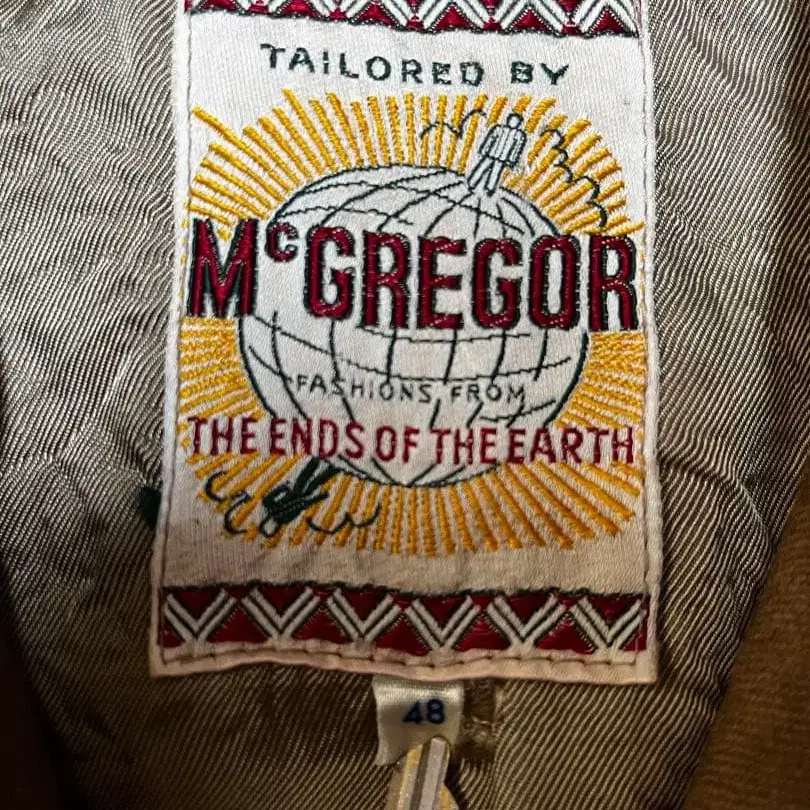 TAILORED BY
McGREGOR
FASHIONS FROM
THE ENDS OF THE EARTH
48